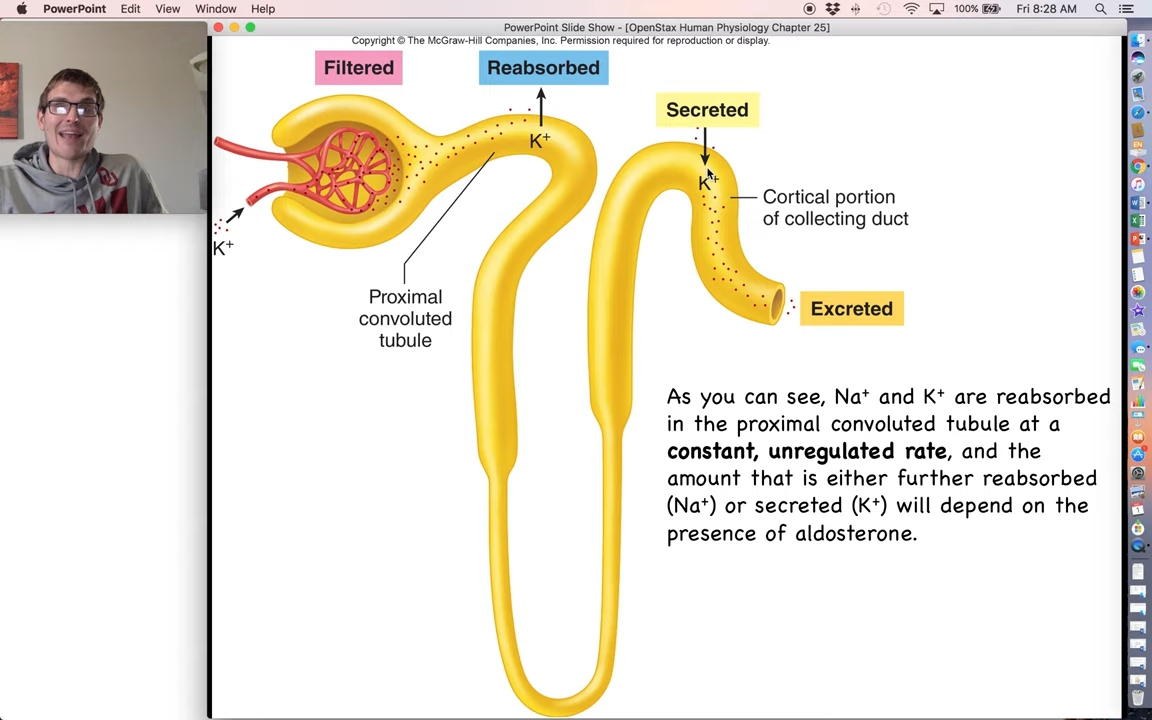 PowerPoint Edit View Window Help
100% Fri 8:28 AM
PowerPoint Slide Show - [OpenStax Human Physiology Chapter 25]
Copyright © The McGraw-Hill Companies, Inc. Permission required for reproduction or display.
Filtered
Reabsorbed
Secreted
K⁺
K⁺
Cortical portion
of collecting duct
K⁺
Proximal
convoluted
tubule
Excreted
As you can see, Na⁺ and K⁺ are reabsorbed
in the proximal convoluted tubule at a
constant, unregulated rate, and the
amount that is either further reabsorbed
(Na⁺) or secreted (K⁺) will depend on the
presence of aldosterone.